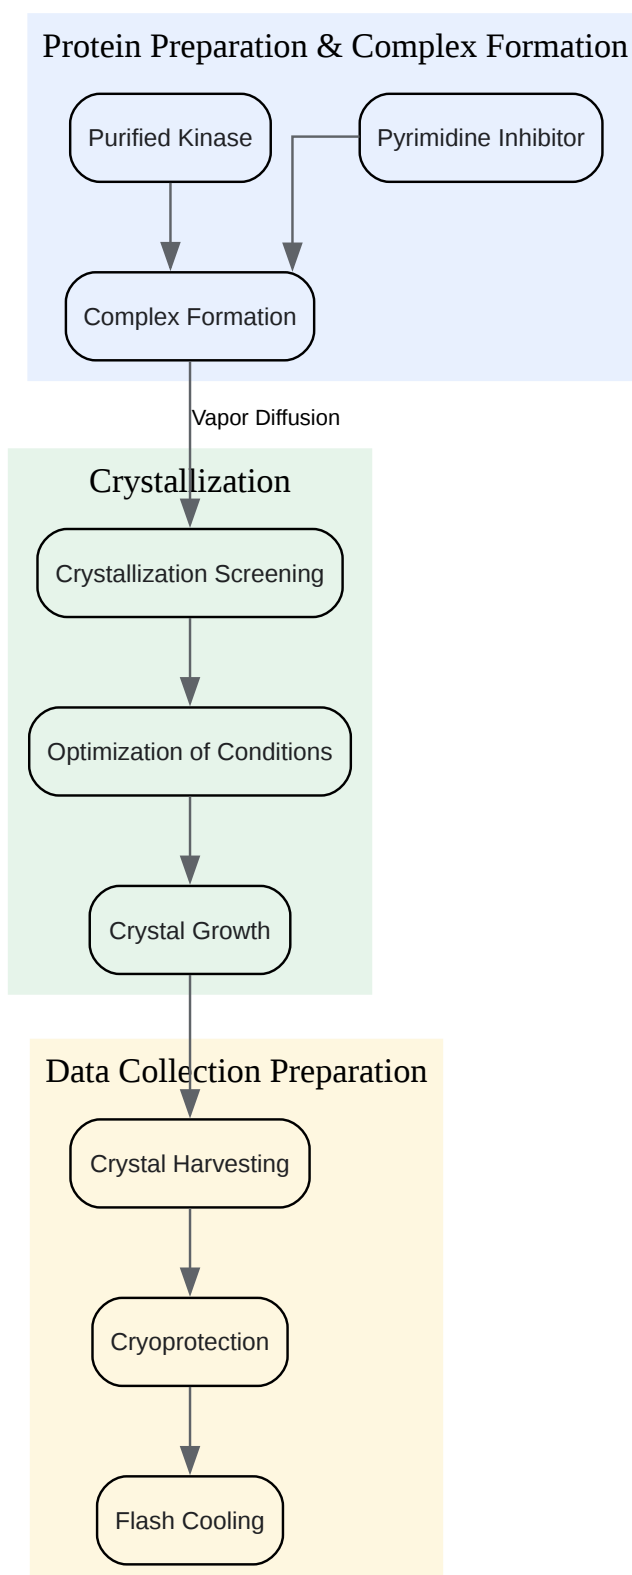 Protein Preparation & Complex Formation
Purified Kinase
Pyrimidine Inhibitor
Complex Formation
Vapor Diffusion
Crystallization
Crystallization Screening
Optimization of Conditions
Crystal Growth
Data Collection Preparation
Crystal Harvesting
Cryoprotection
Flash Cooling